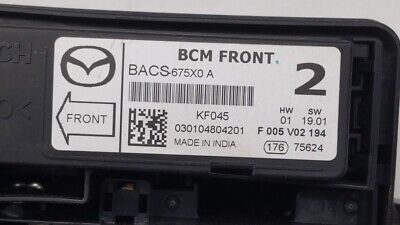 BCM FRONT
BACS-675X0 A
2
FRONT
KF045
030104804201
MADE IN INDIA
HW SW
01 19.01
F 005 V02 194
176 75624